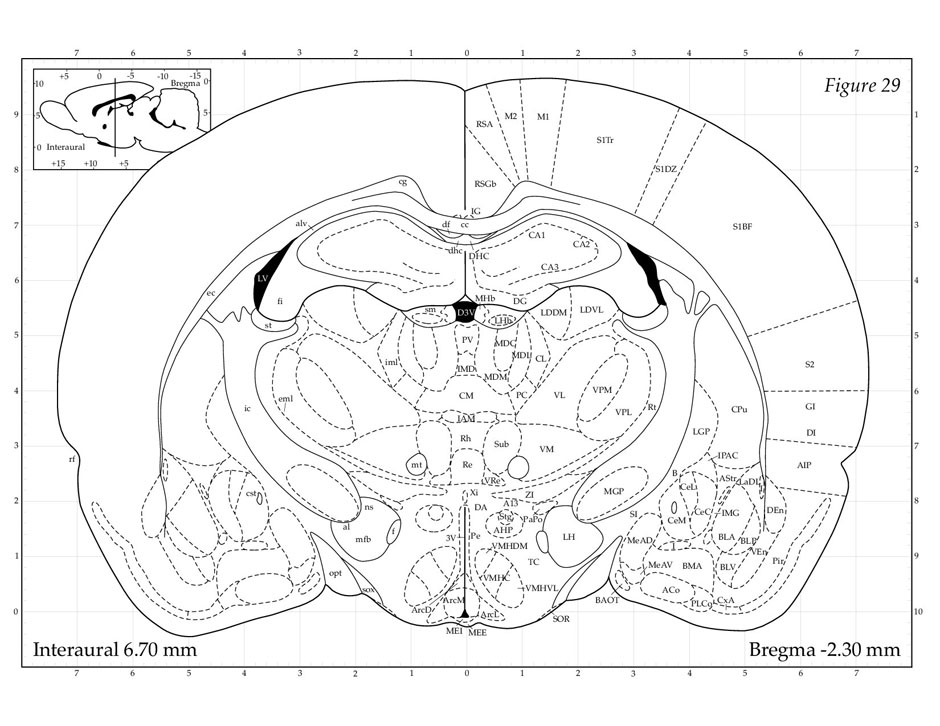 7 6 5 4 3 2 1 0 1 2 3 4 5 6 7
Figure 29
+5 0 -5 -10 -15
Bregma 0
10
5 5
0 Interaural
+15 +10 +5
9 1
8 2
7 3
6 4
5 5
4 6
3 7
2 8
1 9
0 10
RSA M2 M1
S1Tr
S1DZ
cg RSGb
IG
alv df cc S1BF
dhc DHC CA1 CA2
CA3
LV
ec fi MHb DG
sm D3V LHb LDDM LDVL
st
PV MDC
iml MDL CL
IMD MDM S2
eml CM PC VL VPM
ic VPL Rt CPu GI
IAM
Rh Sub VM LGP DI
rf mt Re IPAC AIP
VRe B AStr LaDL
cst Xi ZI MGP CeLi
ns DA A13 SI CeC IMG DEn
al Stg PaPo CeM
mfb f 3V Pe AHP LH MeAD I BLA BLP
VMHDM VEn
opt TC MeAV BMA BLV Pir
sox VMHC VMHVL ACo
ArcD ArcM BAOT PLCo CxA
ArcL SOR
MEI MEE
Interaural 6.70 mm Bregma -2.30 mm
7 6 5 4 3 2 1 0 1 2 3 4 5 6 7